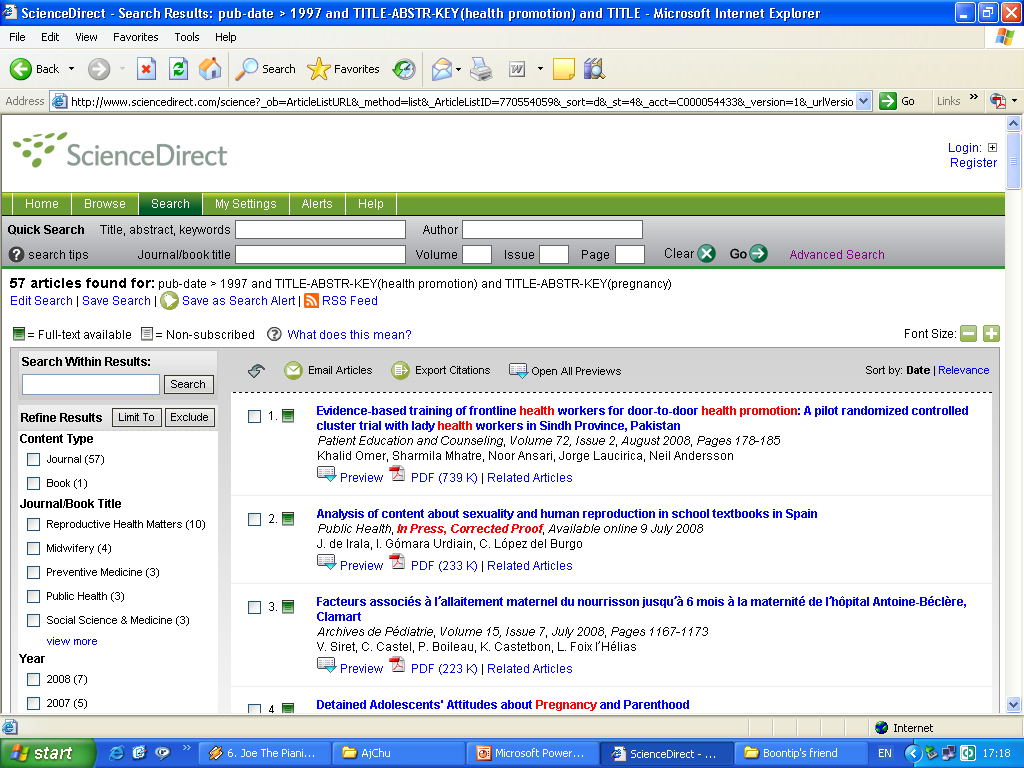 ScienceDirect - Search Results: pub-date > 1997 and TITLE-ABSTR-KEY(health promotion) and TITLE - Microsoft Internet Explorer
File Edit View Favorites Tools Help
Back Search Favorites
Address http://www.sciencedirect.com/science?_ob=ArticleListURL&_method=list&_ArticleListID=770554059&_sort=d&_st=4&_acct=C000054433&_version=1&_urlVersio Go Links »
ScienceDirect
Login:
Register
Home Browse Search My Settings Alerts Help
Quick Search Title, abstract, keywords Author
? search tips Journal/book title Volume Issue Page Clear Go Advanced Search
57 articles found for: pub-date > 1997 and TITLE-ABSTR-KEY(health promotion) and TITLE-ABSTR-KEY(pregnancy)
Edit Search | Save Search | Save as Search Alert | RSS Feed
= Full-text available = Non-subscribed ? What does this mean?
Font Size:
Search Within Results:
Search
Refine Results Limit To Exclude
Content Type
Journal (57)
Book (1)
Journal/Book Title
Reproductive Health Matters (10)
Midwifery (4)
Preventive Medicine (3)
Public Health (3)
Social Science & Medicine (3)
view more
Year
2008 (7)
2007 (5)
Email Articles Export Citations Open All Previews Sort by: Date | Relevance
1. Evidence-based training of frontline health workers for door-to-door health promotion: A pilot randomized controlled
cluster trial with lady health workers in Sindh Province, Pakistan
Patient Education and Counseling, Volume 72, Issue 2, August 2008, Pages 178-185
Khalid Omer, Sharmila Mhatre, Noor Ansari, Jorge Laucirica, Neil Andersson
Preview PDF (739 K) | Related Articles
2. Analysis of content about sexuality and human reproduction in school textbooks in Spain
Public Health, In Press, Corrected Proof, Available online 9 July 2008
J. de Irala, I. Gómara Urdiain, C. López del Burgo
Preview PDF (233 K) | Related Articles
3. Facteurs associés à l´allaitement maternel du nourrisson jusqu´à 6 mois à la maternité de l´hôpital Antoine-Béclère,
Clamart
Archives de Pédiatrie, Volume 15, Issue 7, July 2008, Pages 1167-1173
V. Siret, C. Castel, P. Boileau, K. Castetbon, L. Foix l´Hélias
Preview PDF (223 K) | Related Articles
4. Detained Adolescents' Attitudes about Pregnancy and Parenthood
Internet
start » 6. Joe The Piani... AjChu Microsoft Power... ScienceDirect - ... Boontip's friend EN 17:18